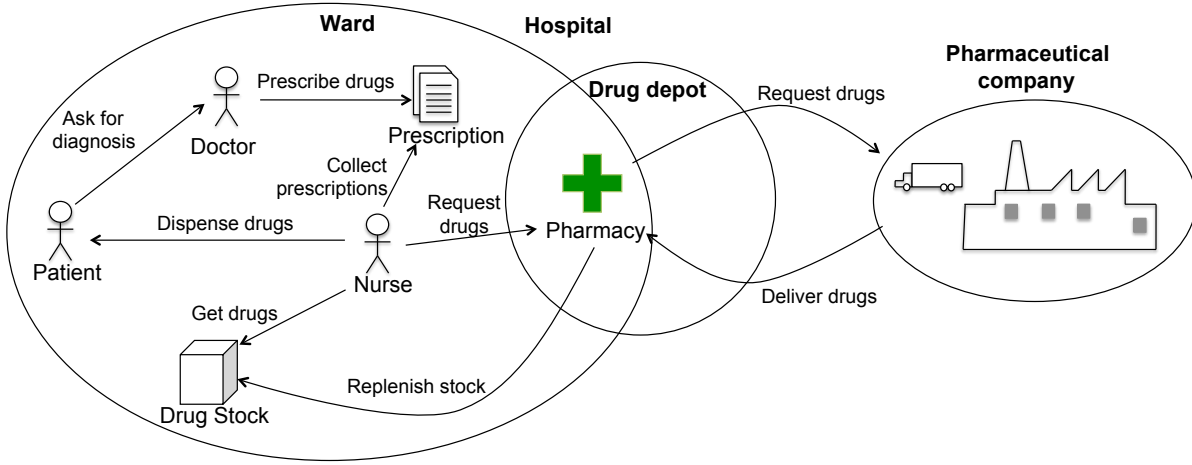 Ward
Hospital
Pharmaceutical
company
Prescribe drugs
Drug depot
Request drugs
Ask for
diagnosis
Doctor
Prescription
Collect
prescriptions
Request
drugs
Dispense drugs
Pharmacy
Patient
Nurse
Deliver drugs
Get drugs
Replenish stock
Drug Stock